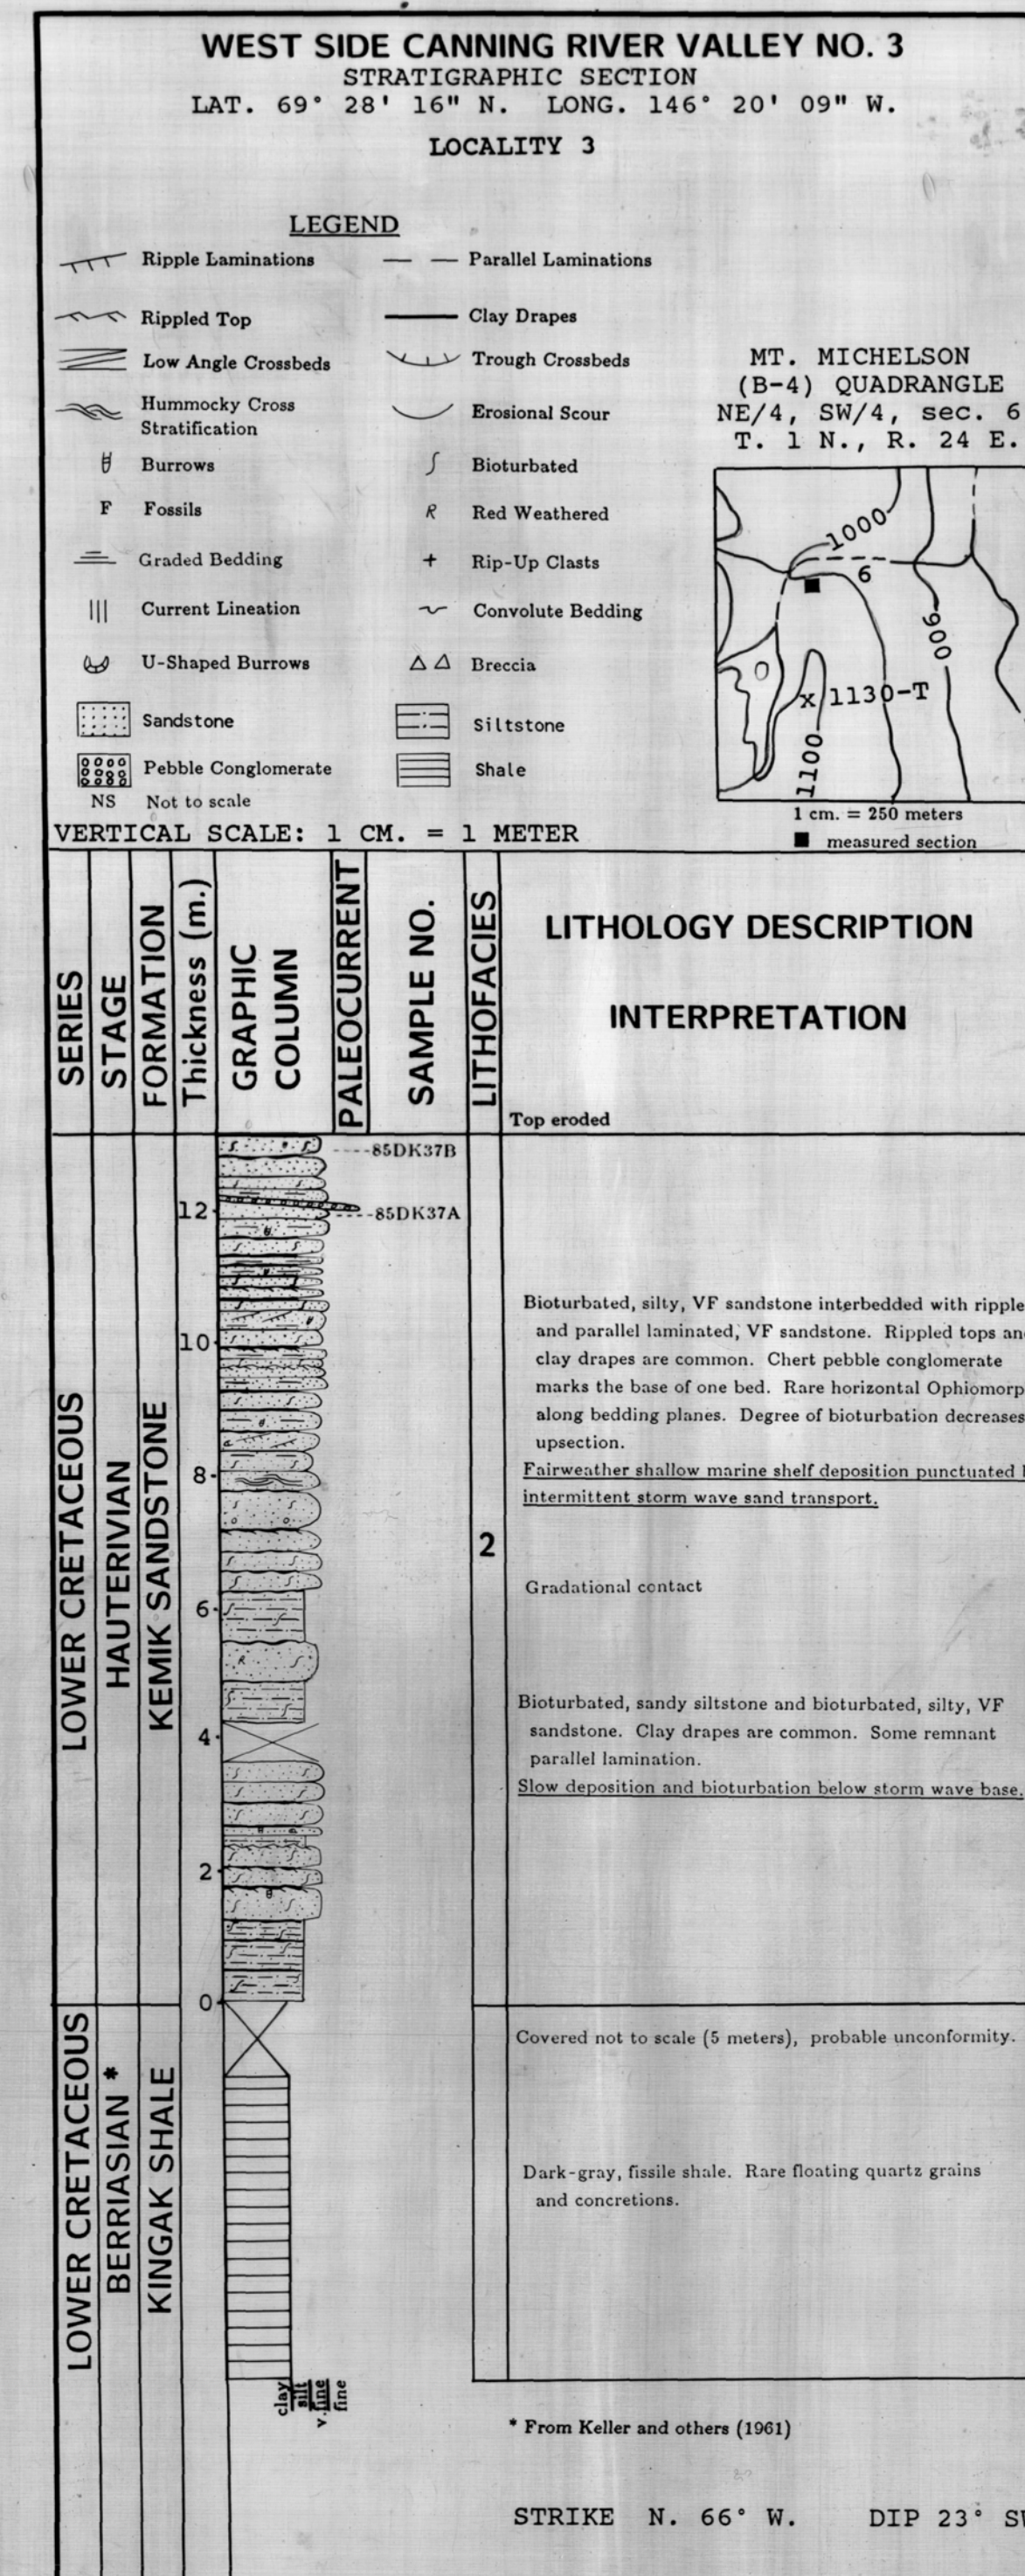 WEST SIDE CANNING RIVER VALLEY NO. 3
STRATIGRAPHIC SECTION
LAT. 69° 28' 16" N. LONG. 146° 20' 09" W.
LOCALITY 3
LEGEND
Ripple Laminations
Parallel Laminations
Rippled Top
Clay Drapes
Low Angle Crossbeds
Trough Crossbeds
Hummocky Cross
Stratification
Erosional Scour
Burrows
Bioturbated
F Fossils
R Red Weathered
Graded Bedding
+ Rip-Up Clasts
Current Lineation
Convolute Bedding
U-Shaped Burrows
Breccia
Sandstone
Siltstone
Pebble Conglomerate
Shale
NS Not to scale
MT. MICHELSON
(B-4) QUADRANGLE
NE/4, SW/4, sec. 6
T. 1 N., R. 24 E.
1000
6
900
x 1130-T
1100
1 cm. = 250 meters
measured section
VERTICAL SCALE: 1 CM. = 1 METER
SERIES
STAGE
FORMATION
Thickness (m.)
GRAPHIC
COLUMN
PALEOCURRENT
SAMPLE NO.
LITHOFACIES
LITHOLOGY DESCRIPTION
INTERPRETATION
Top eroded
85DK37B
12
85DK37A
10
8
6
4
2
0
LOWER CRETACEOUS
HAUTERIVIAN
KEMIK SANDSTONE
R
2
Bioturbated, silty, VF sandstone interbedded with ripple
and parallel laminated, VF sandstone. Rippled tops an
clay drapes are common. Chert pebble conglomerate
marks the base of one bed. Rare horizontal Ophiomorp
along bedding planes. Degree of bioturbation decreases
upsection.
Fairweather shallow marine shelf deposition punctuated
intermittent storm wave sand transport.
Gradational contact
Bioturbated, sandy siltstone and bioturbated, silty, VF
sandstone. Clay drapes are common. Some remnant
parallel lamination.
Slow deposition and bioturbation below storm wave base.
LOWER CRETACEOUS
BERRIASIAN *
KINGAK SHALE
Covered not to scale (5 meters), probable unconformity.
Dark-gray, fissile shale. Rare floating quartz grains
and concretions.
clay
silt
v. fine
fine
* From Keller and others (1961)
STRIKE N. 66° W. DIP 23° SW